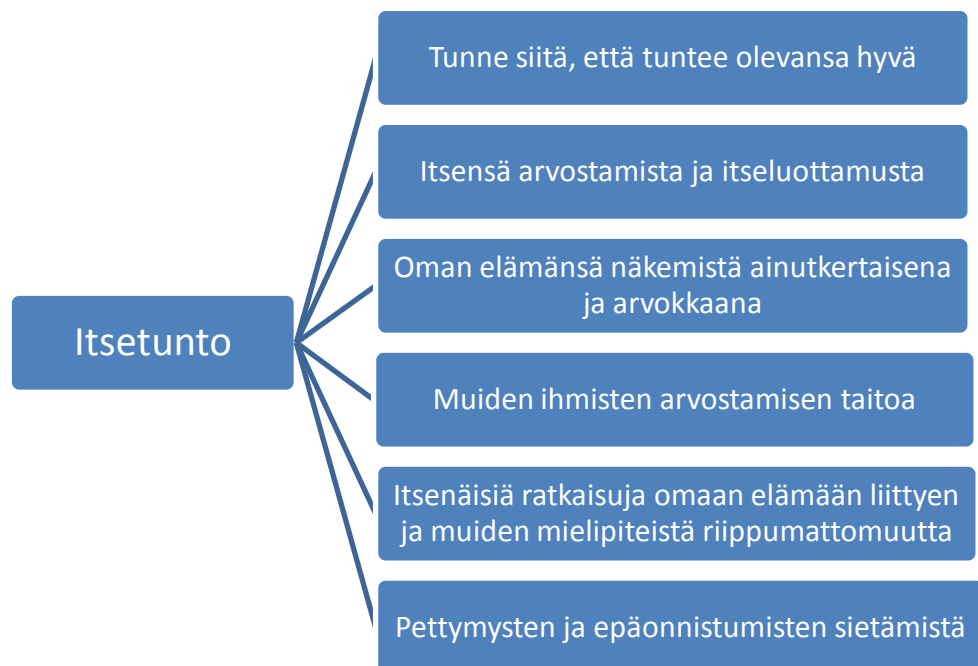 Tunne siitä, että tuntee olevansa hyvä
Itsensä arvostamista ja itseluottamusta
Oman elämänsä näkemistä ainutkertaisena
ja arvokkaana
Itsetunto
Muiden ihmisten arvostamisen taitoa
Itsenäisiä ratkaisuja omaan elämään liittyen
ja muiden mielipiteistä riippumattomuutta
Pettymysten ja epäonnistumisten sietämistä